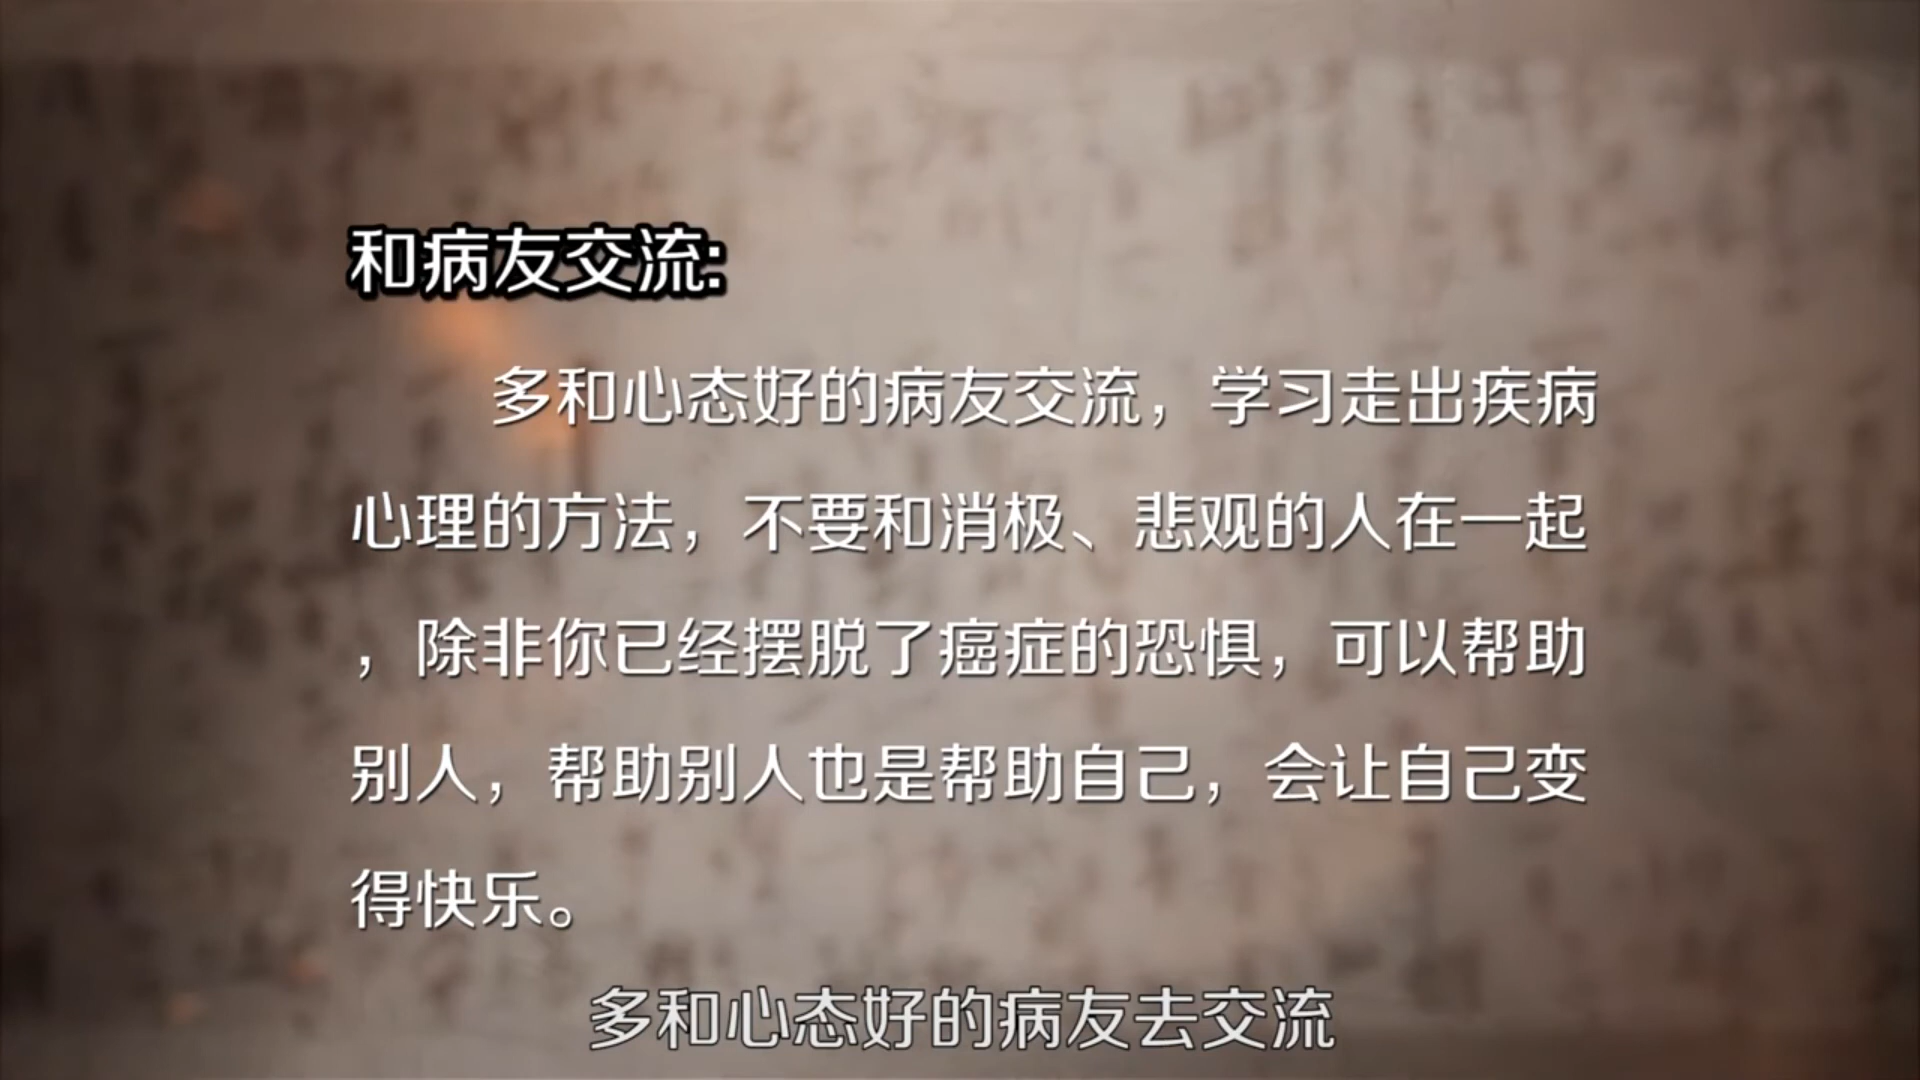 和病友交流:
多和心态好的病友交流，学习走出疾病
心理的方法，不要和消极、悲观的人在一起
，除非你已经摆脱了癌症的恐惧，可以帮助
别人，帮助别人也是帮助自己，会让自己变
得快乐。
多和心态好的病友去交流